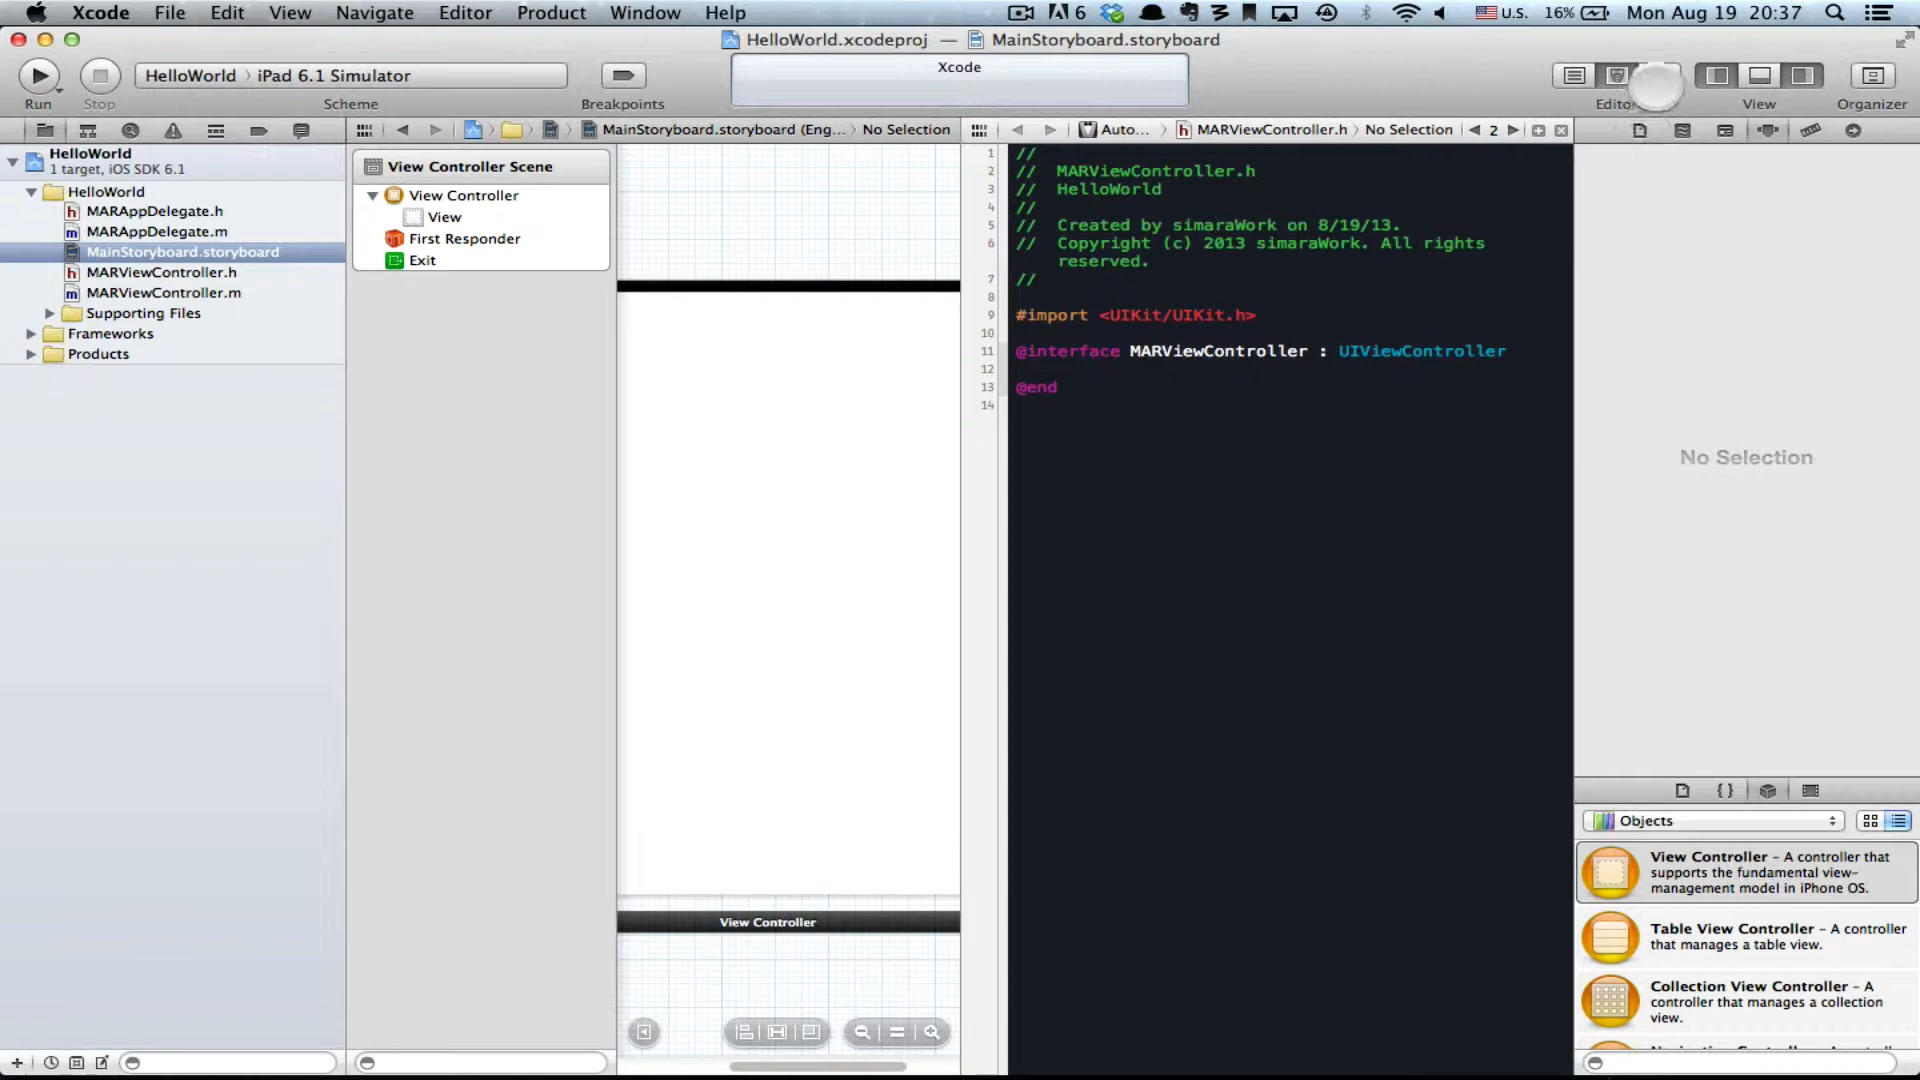 Xcode File Edit View Navigate Editor Product Window Help
6 U.S. 16% Mon Aug 19 20:37
HelloWorld.xcodeproj — MainStoryboard.storyboard
HelloWorld 〉 iPad 6.1 Simulator
Xcode
Run Stop Scheme Breakpoints View Organizer
MainStoryboard.storyboard (Eng... 〉 No Selection
Auto... 〉 MARViewController.h 〉 No Selection 2
HelloWorld
1 target, iOS SDK 6.1
HelloWorld
MARAppDelegate.h
MARAppDelegate.m
MainStoryboard.storyboard
MARViewController.h
MARViewController.m
Supporting Files
Frameworks
Products
View Controller Scene
View Controller
View
First Responder
Exit
View Controller
1 //
2 //  MARViewController.h
3 //  HelloWorld
4 //
5 //  Created by simaraWork on 8/19/13.
6 //  Copyright (c) 2013 simaraWork. All rights
reserved.
7 //
8
9 #import <UIKit/UIKit.h>
10
11 @interface MARViewController : UIViewController
12
13 @end
14
No Selection
{}
Objects
View Controller – A controller that
supports the fundamental view-
management model in iPhone OS.
Table View Controller – A controller
that manages a table view.
Collection View Controller – A
controller that manages a collection
view.